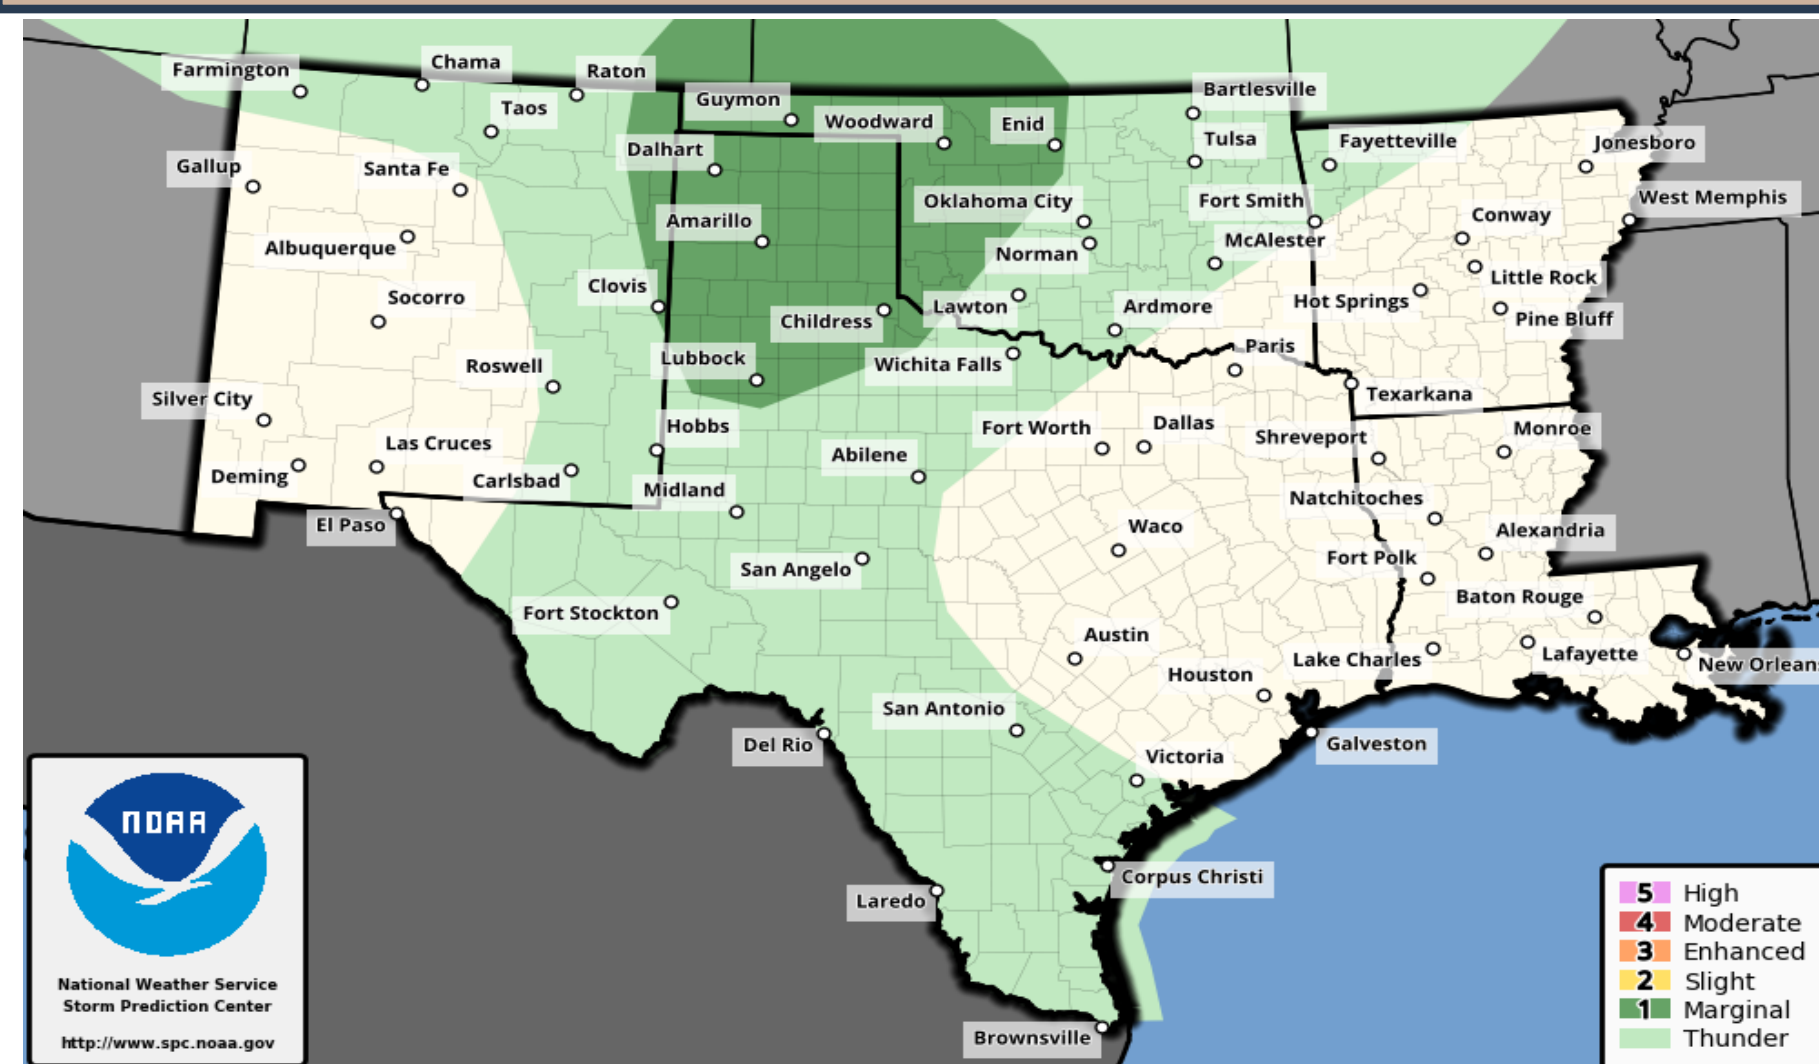 Farmington
Chama
Raton
Taos
Guymon
Woodward
Enid
Bartlesville
Tulsa
Fayetteville
Jonesboro
Gallup
Santa Fe
Dalhart
West Memphis
Amarillo
Oklahoma City
Fort Smith
Conway
Albuquerque
Norman
McAlester
Little Rock
Socorro
Clovis
Childress
Lawton
Ardmore
Hot Springs
Pine Bluff
Roswell
Lubbock
Wichita Falls
Paris
Silver City
Texarkana
Las Cruces
Hobbs
Fort Worth
Dallas
Shreveport
Monroe
Deming
Carlsbad
Midland
Abilene
Natchitoches
El Paso
Waco
Alexandria
San Angelo
Fort Polk
Fort Stockton
Baton Rouge
Austin
Lake Charles
Lafayette
New Orleans
Houston
San Antonio
Del Rio
Victoria
Galveston
Corpus Christi
Laredo
Brownsville
NOAA
National Weather Service
Storm Prediction Center
http://www.spc.noaa.gov
5 High
4 Moderate
3 Enhanced
2 Slight
1 Marginal
Thunder